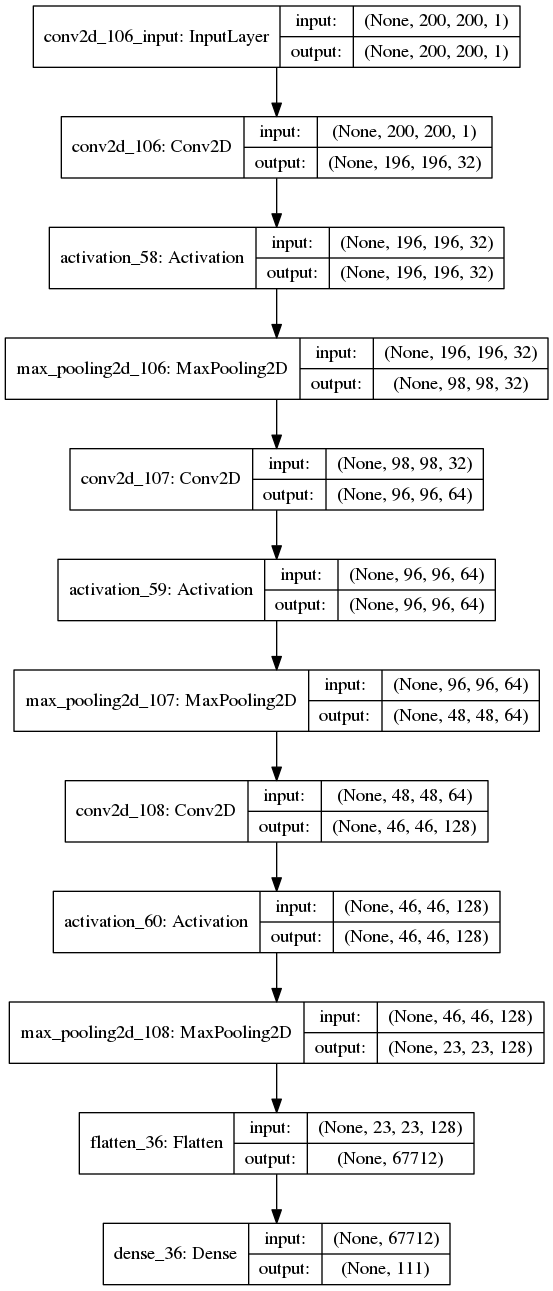 conv2d_106_input: InputLayer
input: (None, 200, 200, 1)
output: (None, 200, 200, 1)
conv2d_106: Conv2D
input: (None, 200, 200, 1)
output: (None, 196, 196, 32)
activation_58: Activation
input: (None, 196, 196, 32)
output: (None, 196, 196, 32)
max_pooling2d_106: MaxPooling2D
input: (None, 196, 196, 32)
output: (None, 98, 98, 32)
conv2d_107: Conv2D
input: (None, 98, 98, 32)
output: (None, 96, 96, 64)
activation_59: Activation
input: (None, 96, 96, 64)
output: (None, 96, 96, 64)
max_pooling2d_107: MaxPooling2D
input: (None, 96, 96, 64)
output: (None, 48, 48, 64)
conv2d_108: Conv2D
input: (None, 48, 48, 64)
output: (None, 46, 46, 128)
activation_60: Activation
input: (None, 46, 46, 128)
output: (None, 46, 46, 128)
max_pooling2d_108: MaxPooling2D
input: (None, 46, 46, 128)
output: (None, 23, 23, 128)
flatten_36: Flatten
input: (None, 23, 23, 128)
output: (None, 67712)
dense_36: Dense
input: (None, 67712)
output: (None, 111)